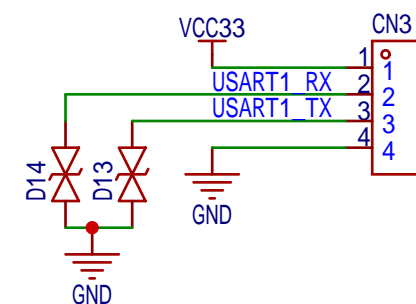 VCC33
CN3
1
1
USART1_RX
2
2
USART1_TX
3
3
4
4
D14
D13
GND
GND